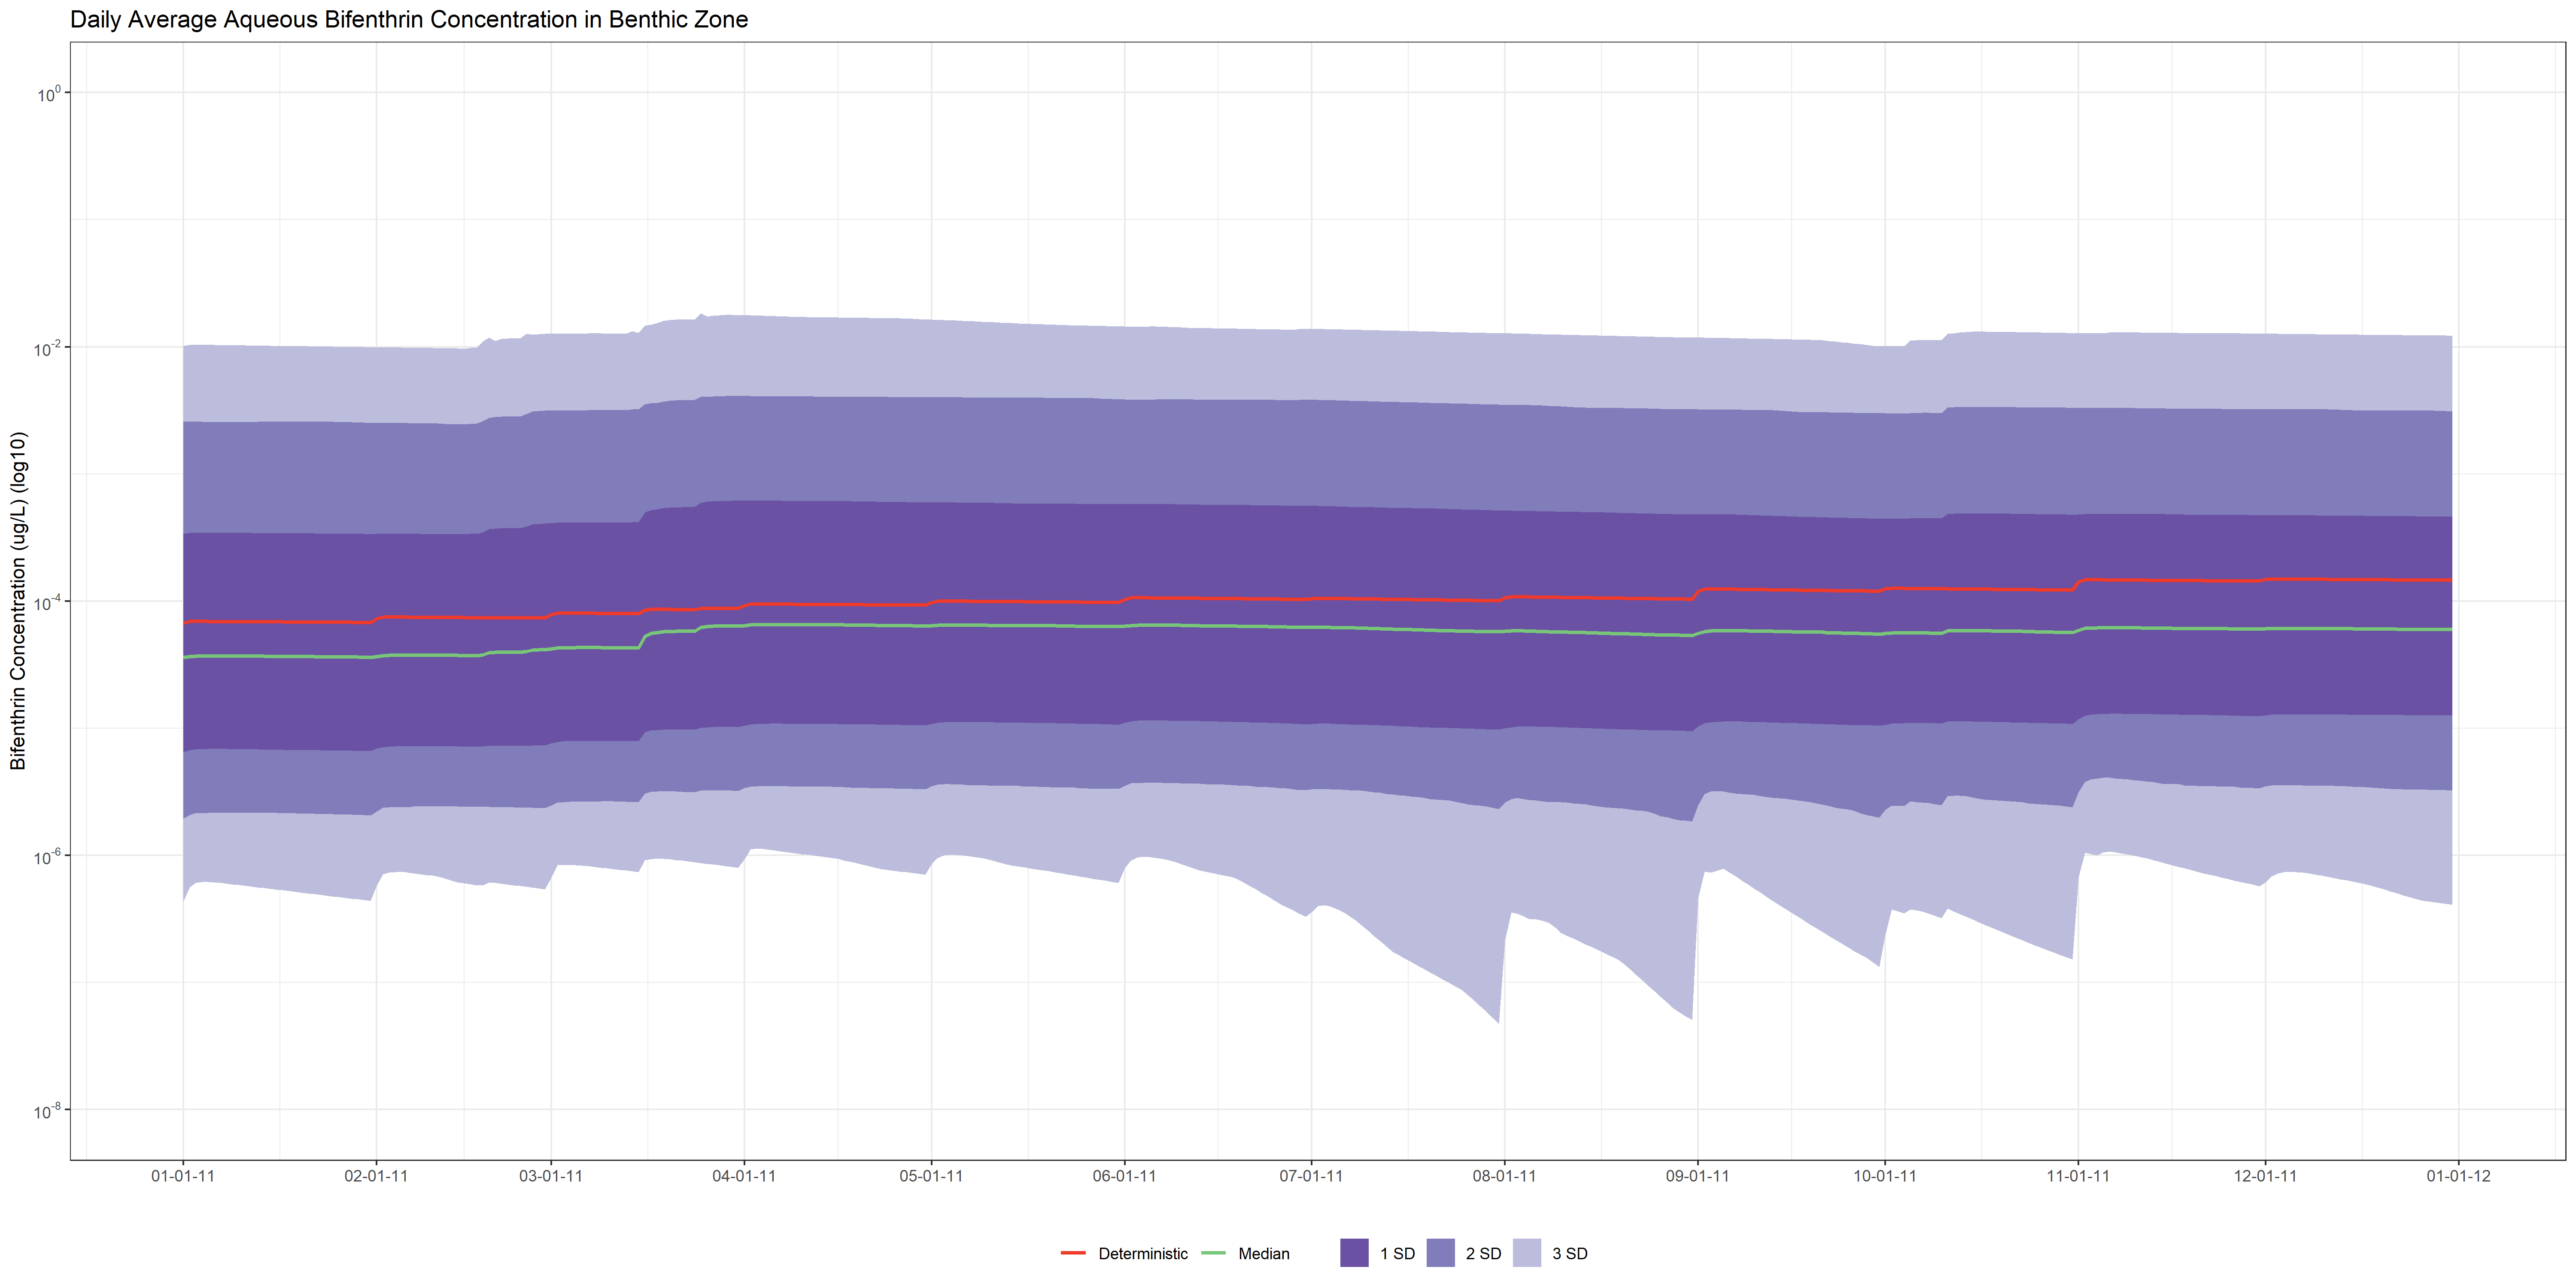 Daily Average Aqueous Bifenthrin Concentration in Benthic Zone
Bifenthrin Concentration (ug/L) (log10)
10^0
10^-2
10^-4
10^-6
10^-8
01-01-11 02-01-11 03-01-11 04-01-11 05-01-11 06-01-11 07-01-11 08-01-11 09-01-11 10-01-11 11-01-11 12-01-11 01-01-12
Deterministic Median 1 SD 2 SD 3 SD